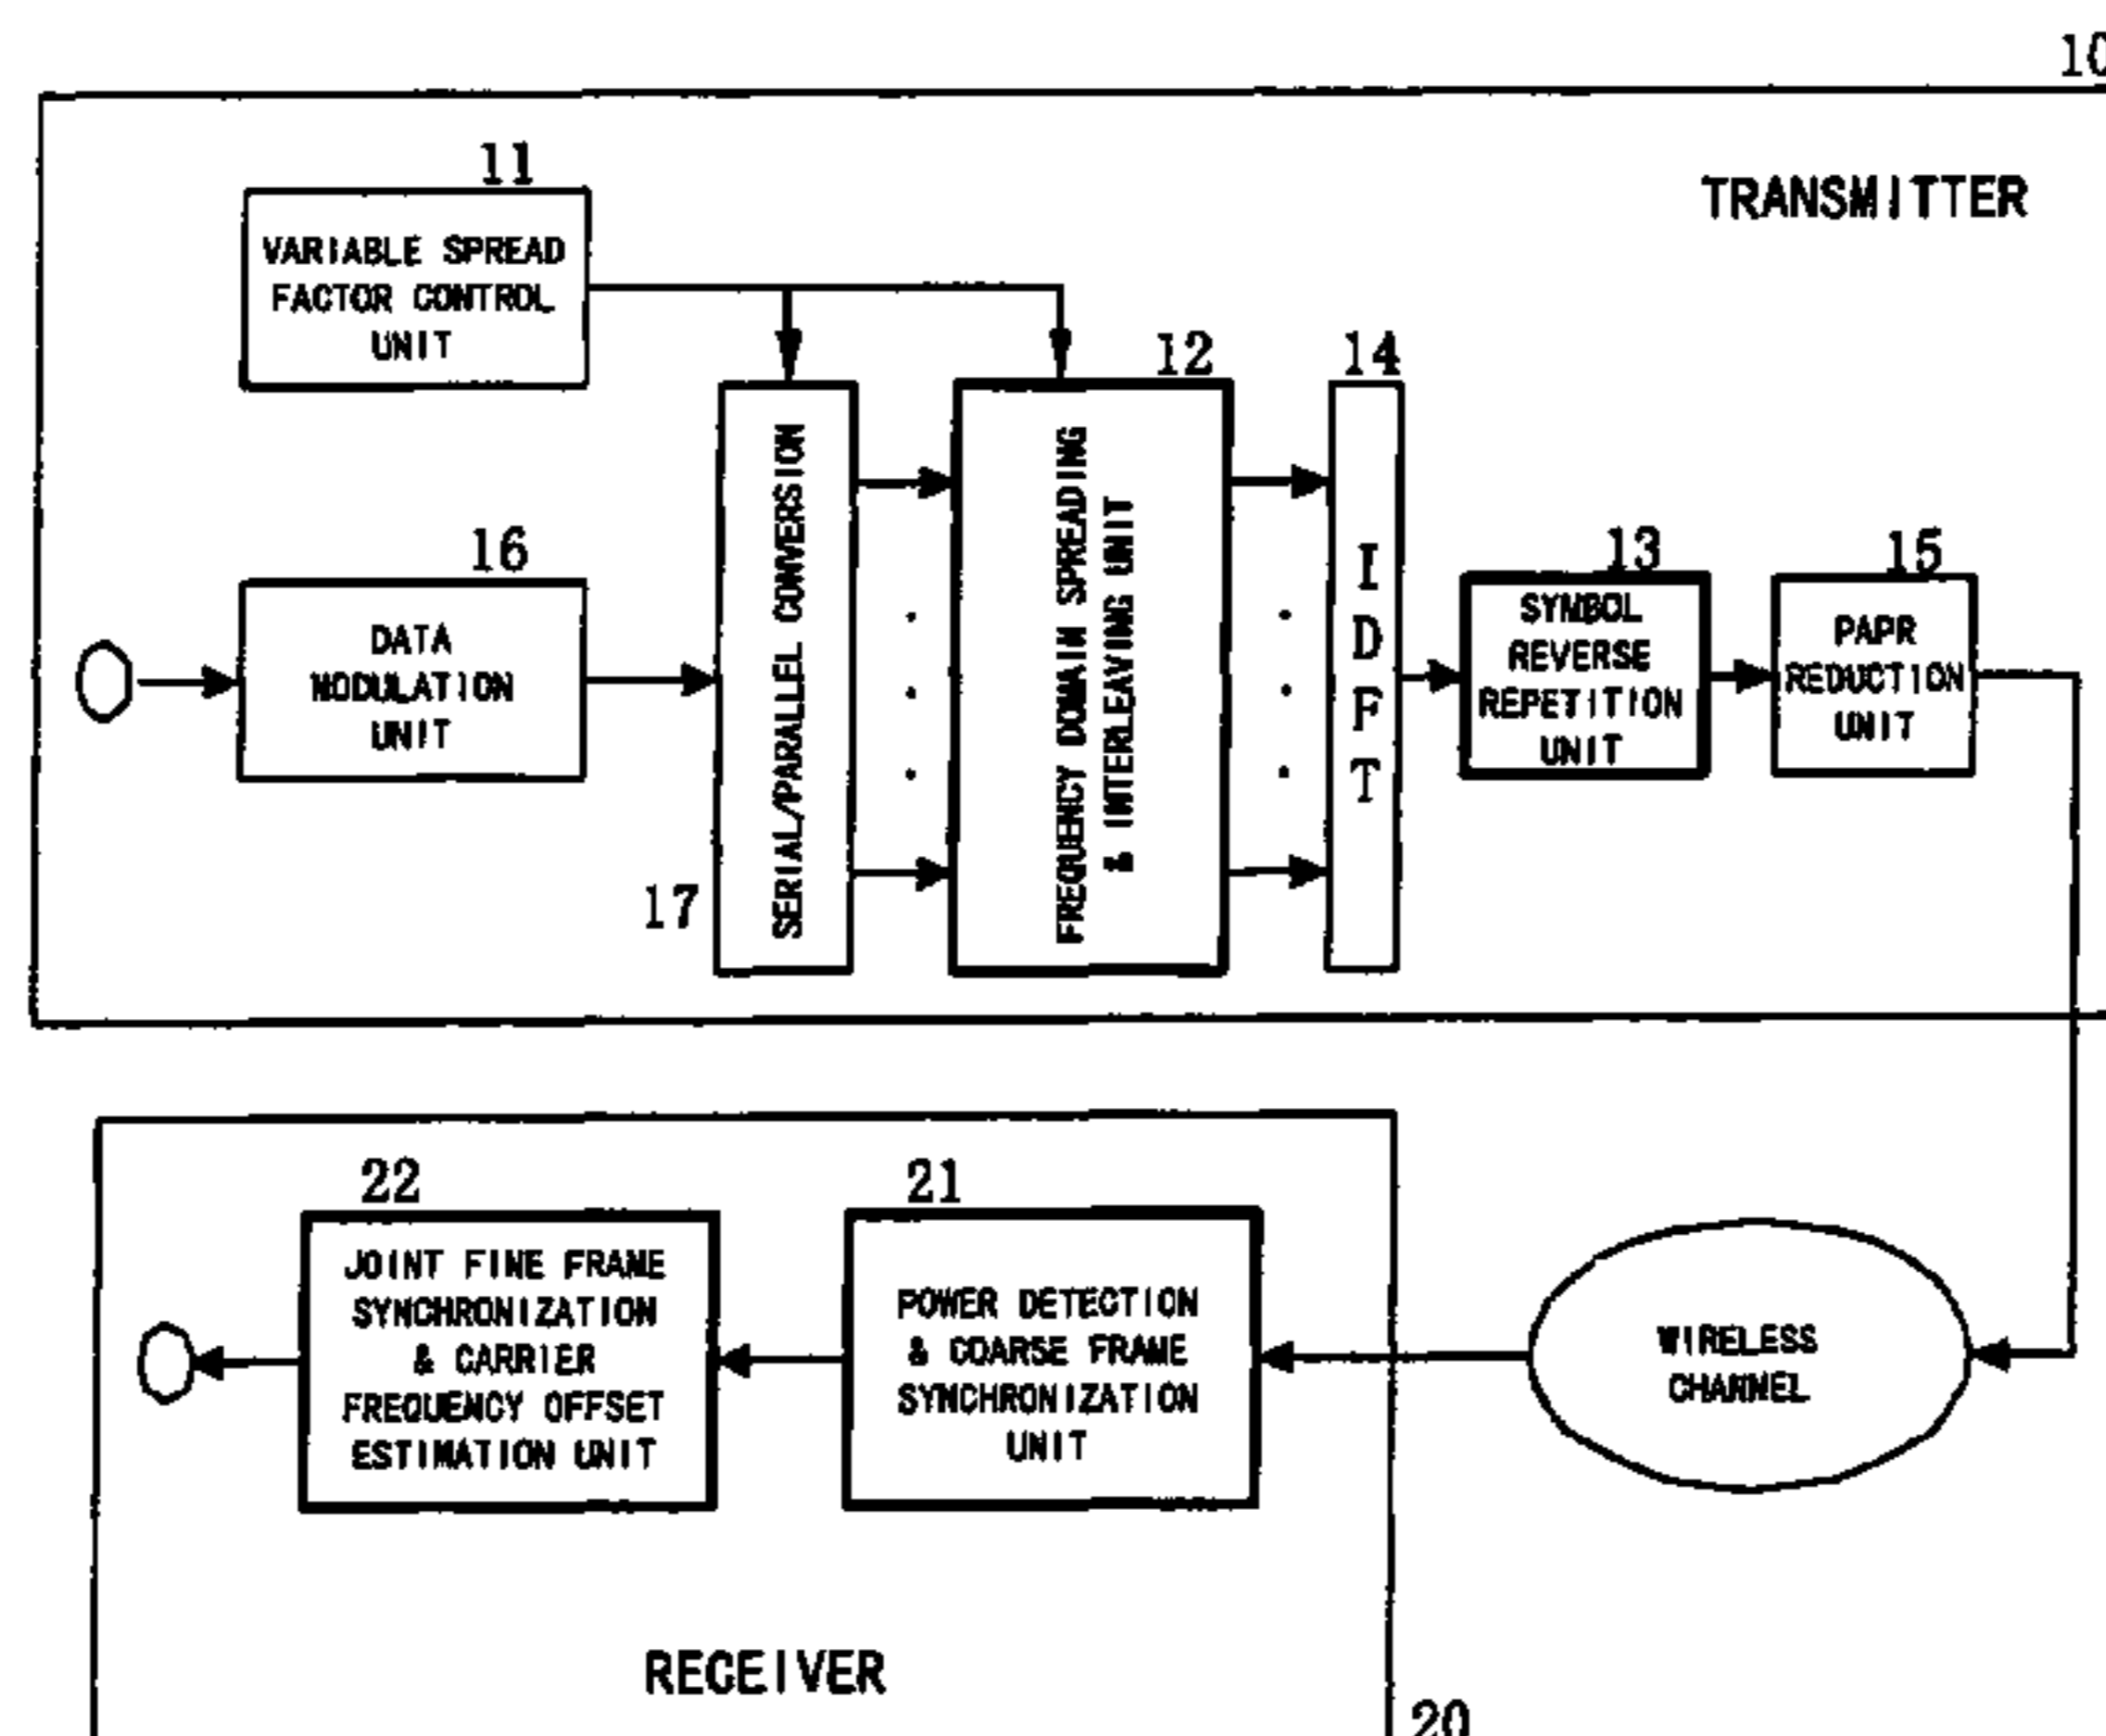 10
TRANSMITTER
11
VARIABLE SPREAD
FACTOR CONTROL
UNIT
16
DATA
MODULATION
UNIT
17
SERIAL/PARALLEL CONVERSION
12
FREQUENCY DOMAIN SPREADING
& INTERLEAVING UNIT
14
IDFT
13
SYMBOL
REVERSE
REPETITION
UNIT
15
PAPR
REDUCTION
UNIT
22
JOINT FINE FRAME
SYNCHRONIZATION
& CARRIER
FREQUENCY OFFSET
ESTIMATION UNIT
21
POWER DETECTION
& COARSE FRAME
SYNCHRONIZATION
UNIT
WIRELESS
CHANNEL
RECEIVER
20